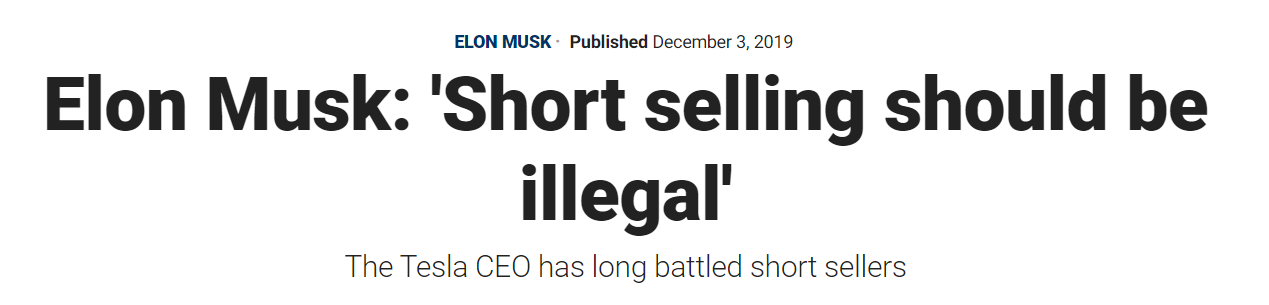 ELON MUSK · Published December 3, 2019
Elon Musk: 'Short selling should be
illegal'
The Tesla CEO has long battled short sellers